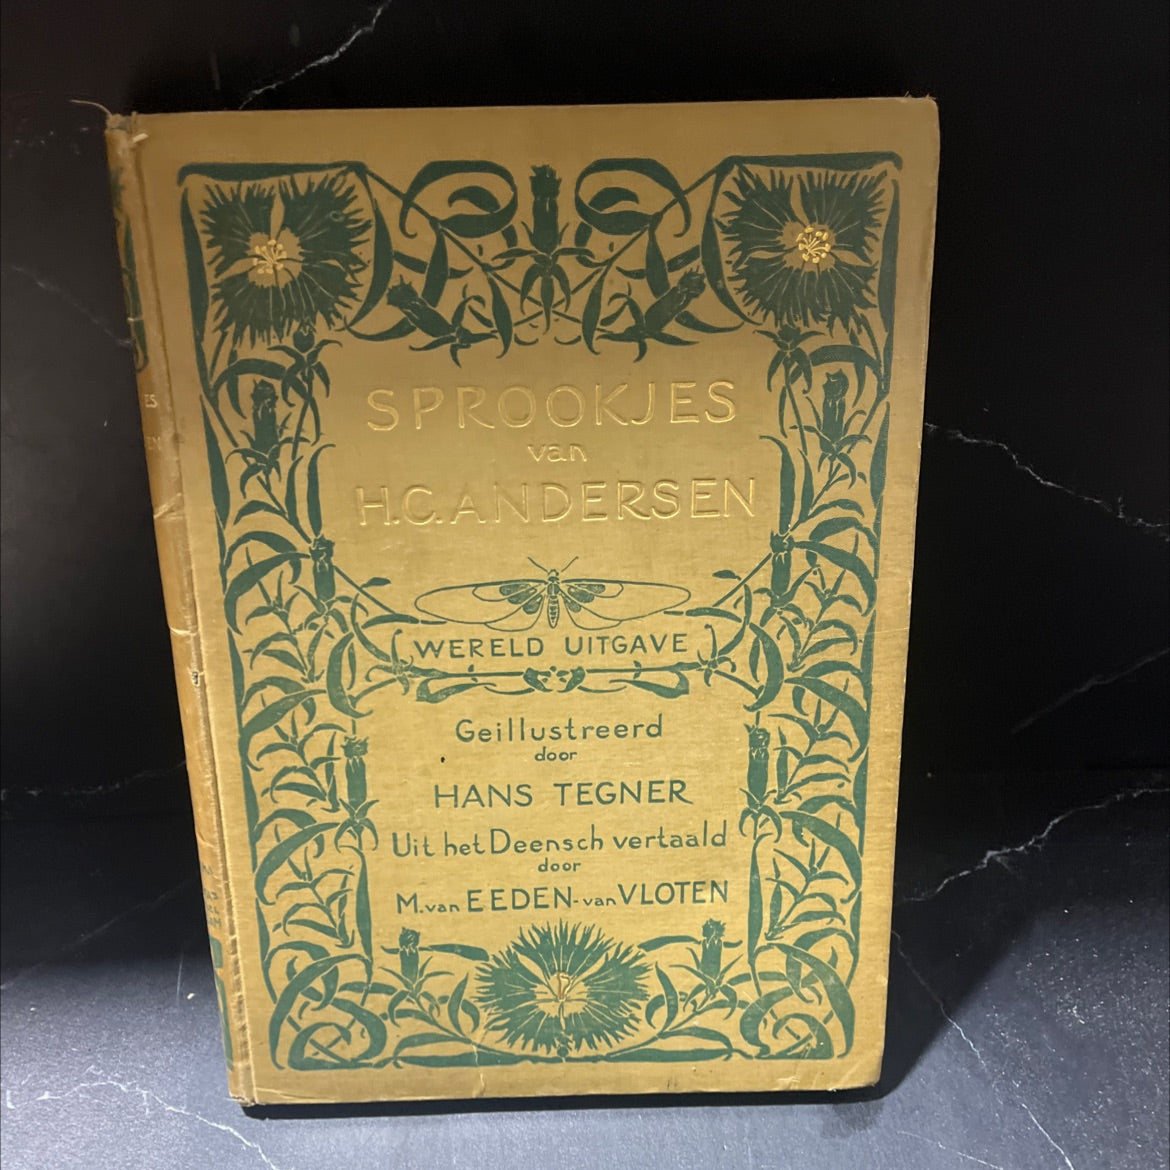 SPROOKJES
van
H.C. ANDERSEN
WERELD UITGAVE
Geillustreerd
door
HANS TEGNER
Uit het Deensch vertaald
door
M. van EEDEN-van VLOTEN